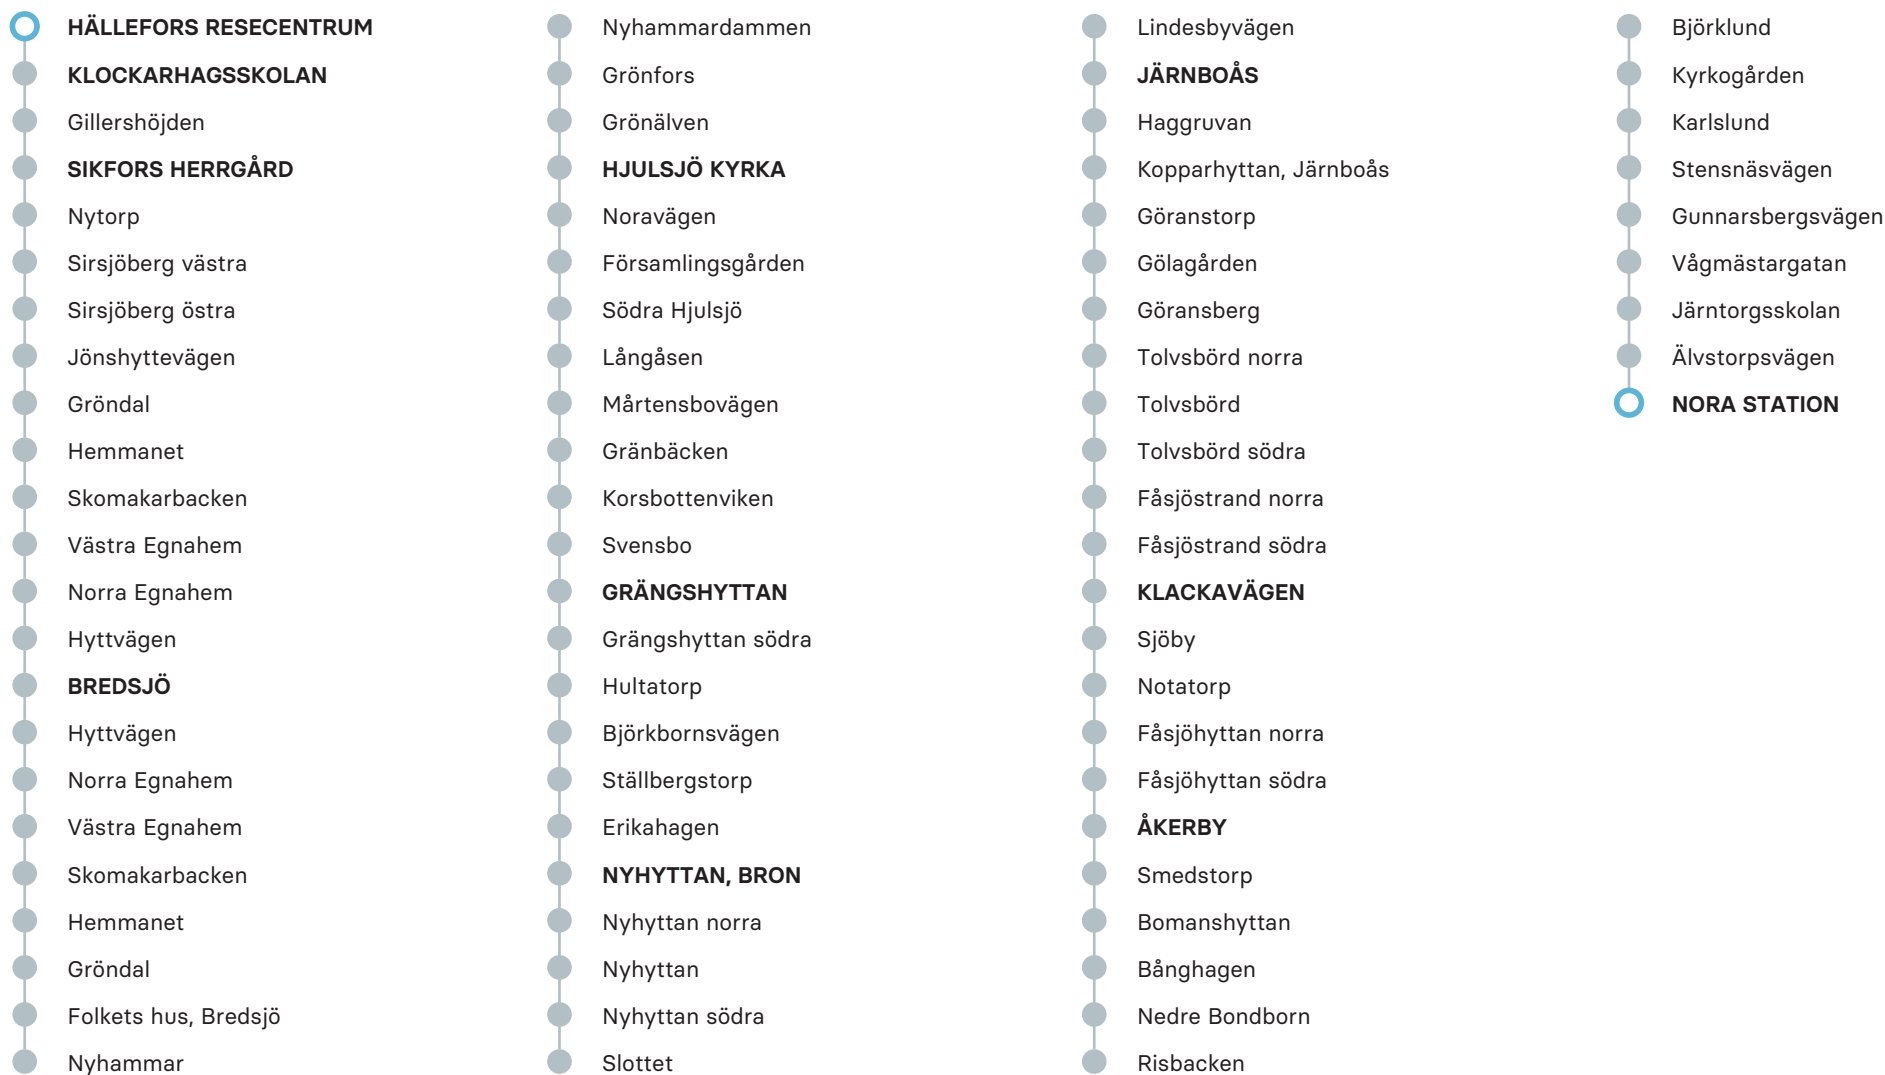 HÄLLEFORS RESECENTRUM
KLOCKARHAGSSKOLAN
Gillershöjden
SIKFORS HERRGÅRD
Nytorp
Sirsjöberg västra
Sirsjöberg östra
Jönshyttevägen
Gröndal
Hemmanet
Skomakarbacken
Västra Egnahem
Norra Egnahem
Hyttvägen
BREDSJÖ
Hyttvägen
Norra Egnahem
Västra Egnahem
Skomakarbacken
Hemmanet
Gröndal
Folkets hus, Bredsjö
Nyhammar
Nyhammardammen
Grönfors
Grönälven
HJULSJÖ KYRKA
Noravägen
Församlingsgården
Södra Hjulsjö
Långåsen
Mårtensbovägen
Gränbäcken
Korsbottenviken
Svensbo
GRÄNGSHYTTAN
Grängshyttan södra
Hultatorp
Björkbornsvägen
Ställbergstorp
Erikahagen
NYHYTTAN, BRON
Nyhyttan norra
Nyhyttan
Nyhyttan södra
Slottet
Lindesbyvägen
JÄRNBOÅS
Haggruvan
Kopparhyttan, Järnboås
Göranstorp
Gölagården
Göransberg
Tolvsbörd norra
Tolvsbörd
Tolvsbörd södra
Fåsjöstrand norra
Fåsjöstrand södra
KLACKAVÄGEN
Sjöby
Notatorp
Fåsjöhyttan norra
Fåsjöhyttan södra
ÅKERBY
Smedstorp
Bomanshyttan
Bånghagen
Nedre Bondborn
Risbacken
Björklund
Kyrkogården
Karlslund
Stensnäsvägen
Gunnarsbergsvägen
Vågmästargatan
Järntorgsskolan
Älvstorpsvägen
NORA STATION